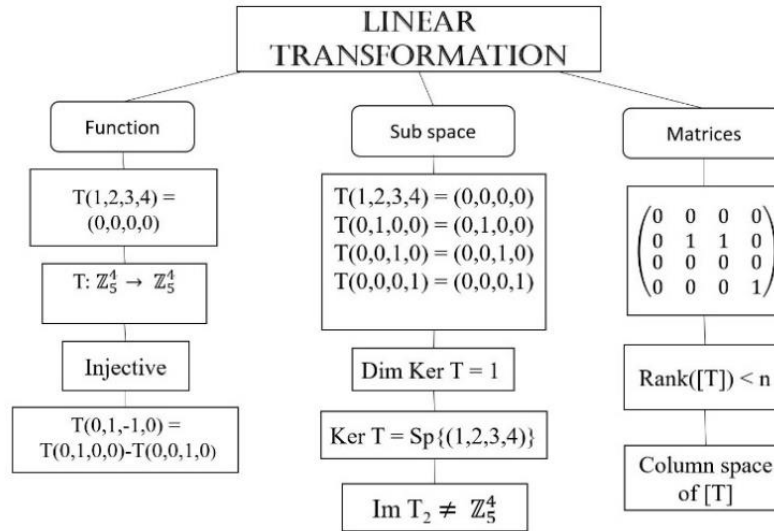 LINEAR
TRANSFORMATION
Function
T(1,2,3,4) =
(0,0,0,0)
T: ℤ₅⁴ → ℤ₅⁴
Injective
T(0,1,-1,0) =
T(0,1,0,0)-T(0,0,1,0)
Sub space
T(1,2,3,4) = (0,0,0,0)
T(0,1,0,0) = (0,1,0,0)
T(0,0,1,0) = (0,0,1,0)
T(0,0,0,1) = (0,0,0,1)
Dim Ker T = 1
Ker T = Sp{(1,2,3,4)}
Im T₂ ≠ ℤ₅⁴
Matrices
0 0 0 0
0 1 1 0
0 0 0 0
0 0 0 1
Rank([T]) < n
Column space
of [T]